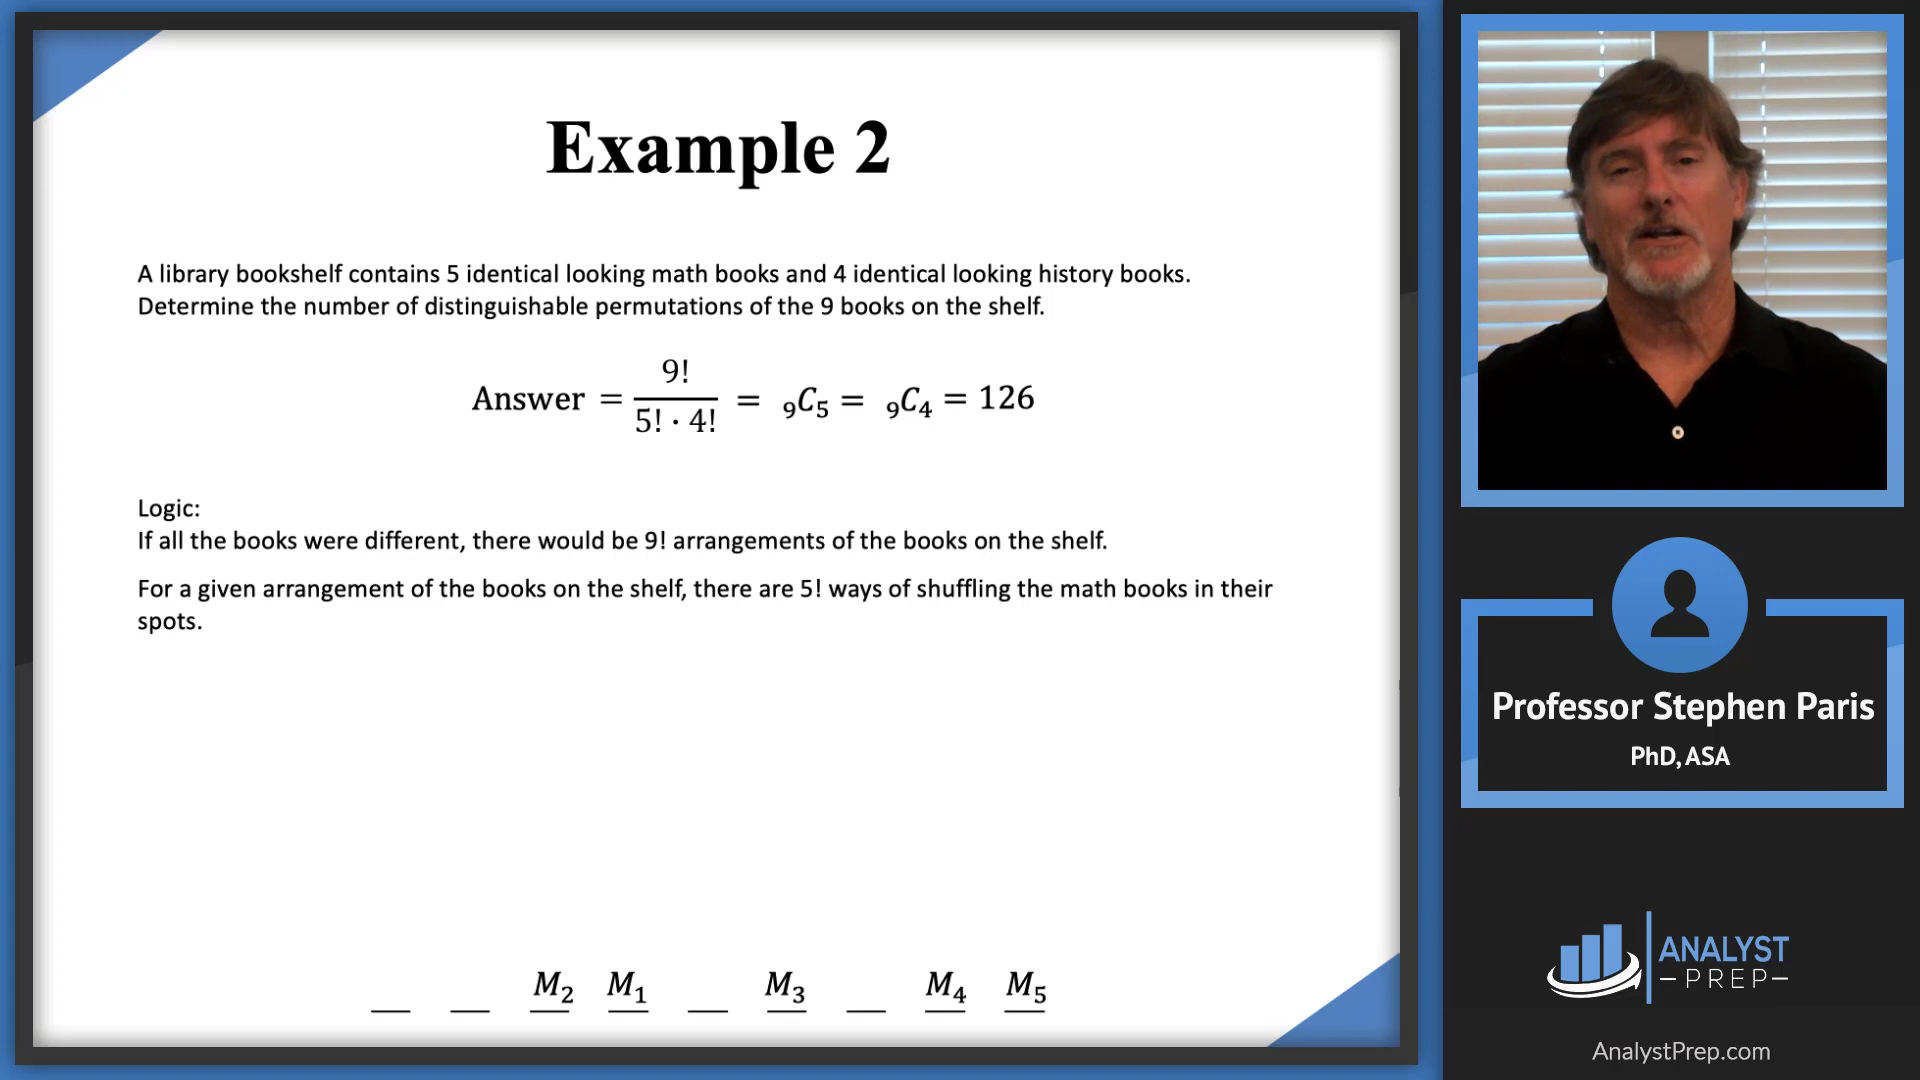 Example 2
A library bookshelf contains 5 identical looking math books and 4 identical looking history books.
Determine the number of distinguishable permutations of the 9 books on the shelf.
Answer = 9! / 5! · 4! = ₉C₅ = ₉C₄ = 126
Logic:
If all the books were different, there would be 9! arrangements of the books on the shelf.
For a given arrangement of the books on the shelf, there are 5! ways of shuffling the math books in their
spots.
__ __ M₂ M₁ __ M₃ __ M₄ M₅
Professor Stephen Paris
PhD, ASA
ANALYST
PREP
AnalystPrep.com